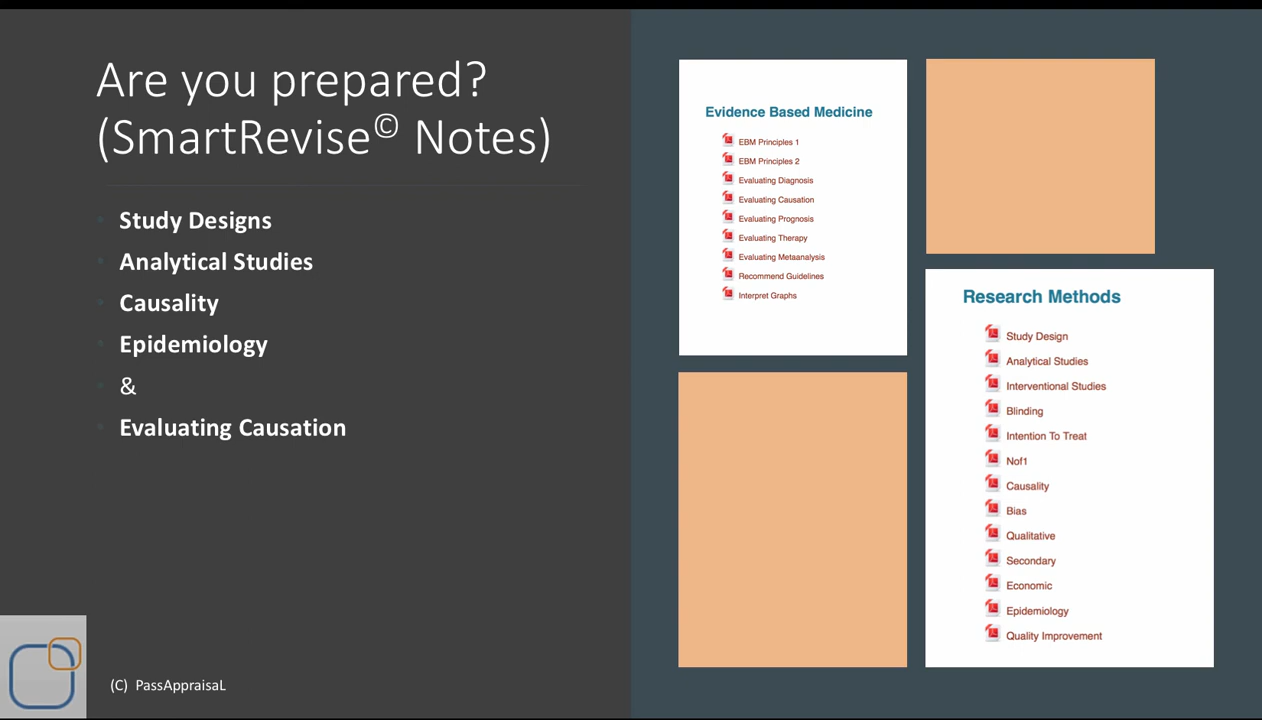 Are you prepared?
(SmartRevise© Notes)
Study Designs
Analytical Studies
Causality
Epidemiology
&
Evaluating Causation
(C) PassAppraisaL
Evidence Based Medicine
EBM Principles 1
EBM Principles 2
Evaluating Diagnosis
Evaluating Causation
Evaluating Prognosis
Evaluating Therapy
Evaluating Metaanalysis
Recommend Guidelines
Interpret Graphs
Research Methods
Study Design
Analytical Studies
Interventional Studies
Blinding
Intention To Treat
Nof1
Causality
Bias
Qualitative
Secondary
Economic
Epidemiology
Quality Improvement